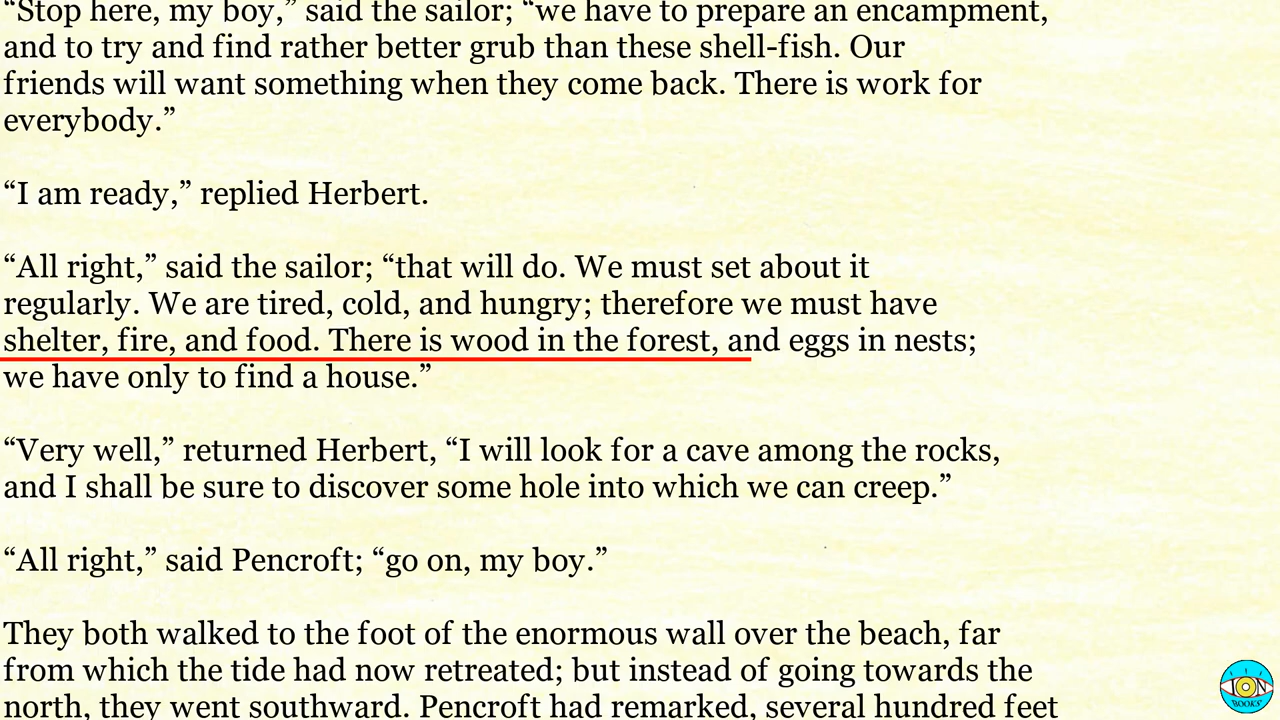 “Stop here, my boy,” said the sailor; “we have to prepare an encampment,
and to try and find rather better grub than these shell-fish. Our
friends will want something when they come back. There is work for
everybody.”
“I am ready,” replied Herbert.
“All right,” said the sailor; “that will do. We must set about it
regularly. We are tired, cold, and hungry; therefore we must have
shelter, fire, and food. There is wood in the forest, and eggs in nests;
we have only to find a house.”
“Very well,” returned Herbert, “I will look for a cave among the rocks,
and I shall be sure to discover some hole into which we can creep.”
“All right,” said Pencroft; “go on, my boy.”
They both walked to the foot of the enormous wall over the beach, far
from which the tide had now retreated; but instead of going towards the
north, they went southward. Pencroft had remarked, several hundred feet
ION
BOOKS